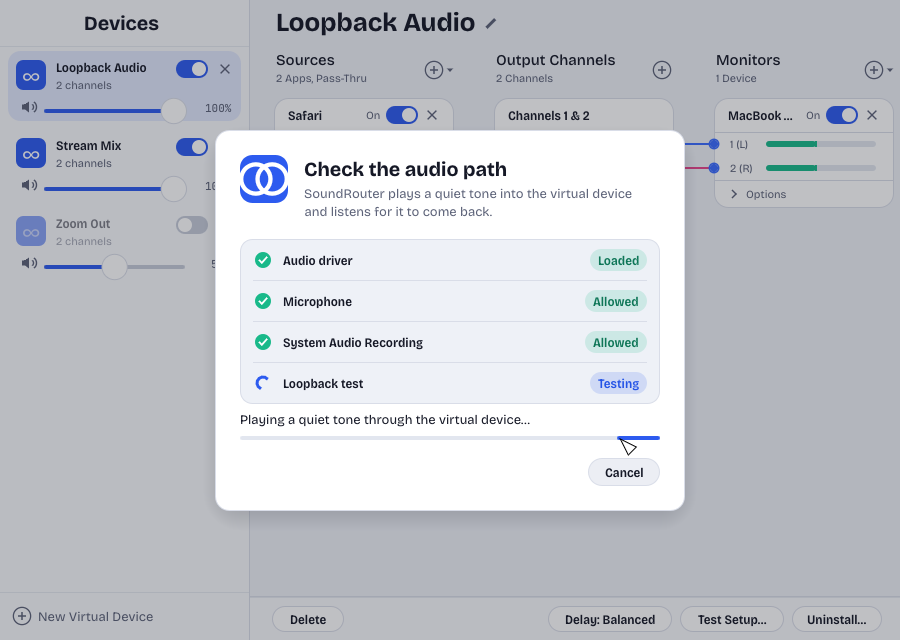 Devices
Loopback Audio
2 channels
100%
Stream Mix
2 channels
Zoom Out
2 channels
New Virtual Device
Loopback Audio
Sources
2 Apps, Pass-Thru
Output Channels
2 Channels
Monitors
1 Device
Safari
On
Channels 1 & 2
MacBook ...
On
1 (L)
2 (R)
Options
Check the audio path
SoundRouter plays a quiet tone into the virtual device
and listens for it to come back.
Audio driver
Loaded
Microphone
Allowed
System Audio Recording
Allowed
Loopback test
Testing
Playing a quiet tone through the virtual device...
Cancel
Delete
Delay: Balanced
Test Setup...
Uninstall...